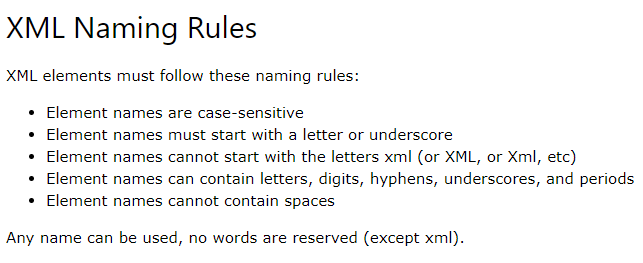 XML Naming Rules
XML elements must follow these naming rules:
• Element names are case-sensitive
• Element names must start with a letter or underscore
• Element names cannot start with the letters xml (or XML, or Xml, etc)
• Element names can contain letters, digits, hyphens, underscores, and periods
• Element names cannot contain spaces
Any name can be used, no words are reserved (except xml).